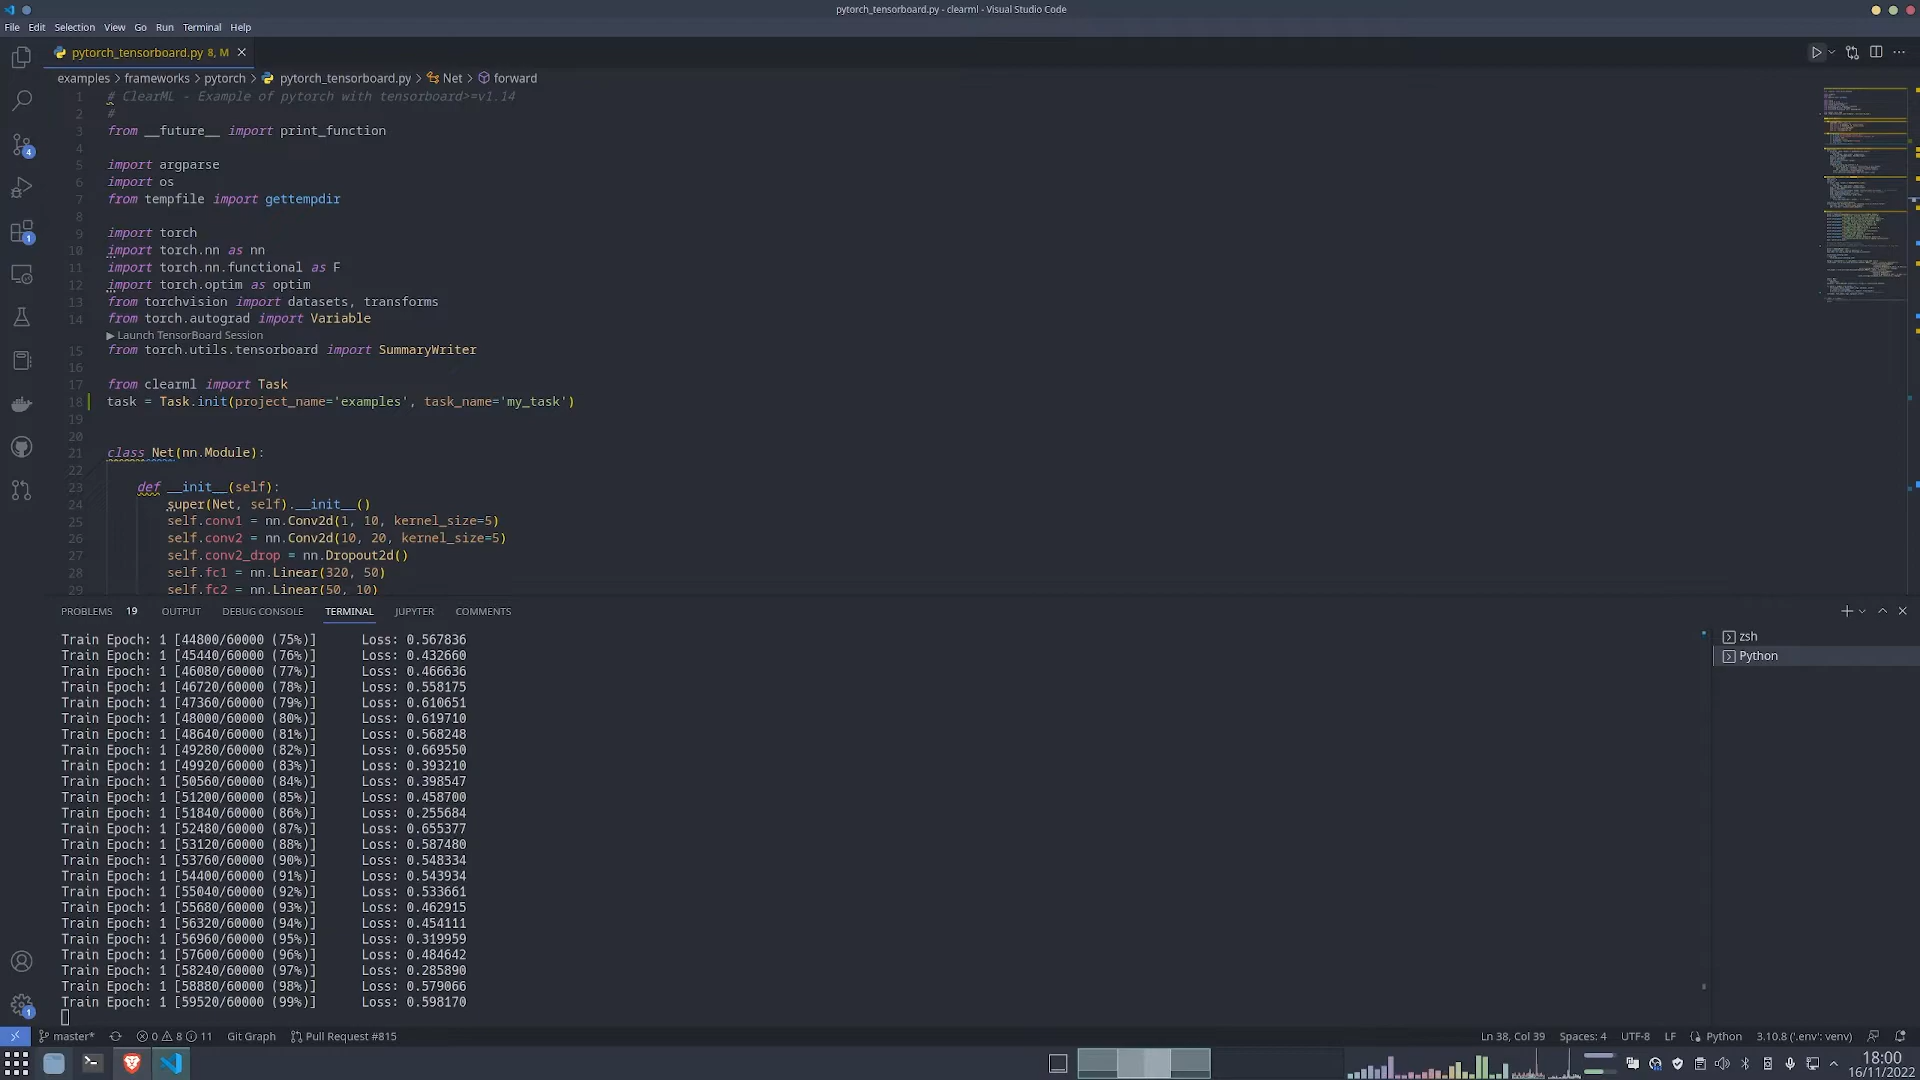 pytorch_tensorboard.py - clearml - Visual Studio Code
File Edit Selection View Go Run Terminal Help
pytorch_tensorboard.py 8, M
examples > frameworks > pytorch > pytorch_tensorboard.py > Net > forward
1 # ClearML - Example of pytorch with tensorboard>=v1.14
2 #
3 from __future__ import print_function
4
5 import argparse
6 import os
7 from tempfile import gettempdir
8
9 import torch
10 import torch.nn as nn
11 import torch.nn.functional as F
12 import torch.optim as optim
13 from torchvision import datasets, transforms
14 from torch.autograd import Variable
Launch TensorBoard Session
15 from torch.utils.tensorboard import SummaryWriter
16
17 from clearml import Task
18 task = Task.init(project_name='examples', task_name='my_task')
19
20
21 class Net(nn.Module):
22
23 def __init__(self):
24 super(Net, self).__init__()
25 self.conv1 = nn.Conv2d(1, 10, kernel_size=5)
26 self.conv2 = nn.Conv2d(10, 20, kernel_size=5)
27 self.conv2_drop = nn.Dropout2d()
28 self.fc1 = nn.Linear(320, 50)
29 self.fc2 = nn.Linear(50, 10)
4
1
1
PROBLEMS 19 OUTPUT DEBUG CONSOLE TERMINAL JUPYTER COMMENTS
Train Epoch: 1 [44800/60000 (75%)] Loss: 0.567836
Train Epoch: 1 [45440/60000 (76%)] Loss: 0.432660
Train Epoch: 1 [46080/60000 (77%)] Loss: 0.466636
Train Epoch: 1 [46720/60000 (78%)] Loss: 0.558175
Train Epoch: 1 [47360/60000 (79%)] Loss: 0.610651
Train Epoch: 1 [48000/60000 (80%)] Loss: 0.619710
Train Epoch: 1 [48640/60000 (81%)] Loss: 0.568248
Train Epoch: 1 [49280/60000 (82%)] Loss: 0.669550
Train Epoch: 1 [49920/60000 (83%)] Loss: 0.393210
Train Epoch: 1 [50560/60000 (84%)] Loss: 0.398547
Train Epoch: 1 [51200/60000 (85%)] Loss: 0.458700
Train Epoch: 1 [51840/60000 (86%)] Loss: 0.255684
Train Epoch: 1 [52480/60000 (87%)] Loss: 0.655377
Train Epoch: 1 [53120/60000 (88%)] Loss: 0.587480
Train Epoch: 1 [53760/60000 (90%)] Loss: 0.548334
Train Epoch: 1 [54400/60000 (91%)] Loss: 0.543934
Train Epoch: 1 [55040/60000 (92%)] Loss: 0.533661
Train Epoch: 1 [55680/60000 (93%)] Loss: 0.462915
Train Epoch: 1 [56320/60000 (94%)] Loss: 0.454111
Train Epoch: 1 [56960/60000 (95%)] Loss: 0.319959
Train Epoch: 1 [57600/60000 (96%)] Loss: 0.484642
Train Epoch: 1 [58240/60000 (97%)] Loss: 0.285890
Train Epoch: 1 [58880/60000 (98%)] Loss: 0.579066
Train Epoch: 1 [59520/60000 (99%)] Loss: 0.598170
zsh
Python
master* 0 8 11 Git Graph Pull Request #815 Ln 38, Col 39 Spaces: 4 UTF-8 LF Python 3.10.8 ('.env': venv)
18:00
16/11/2022